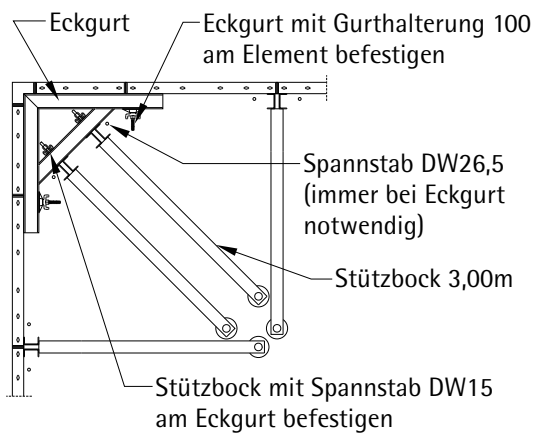 Eckgurt
Eckgurt mit Gurthalterung 100
am Element befestigen
Spannstab DW26,5
(immer bei Eckgurt
notwendig)
Stützbock 3,00m
Stützbock mit Spannstab DW15
am Eckgurt befestigen